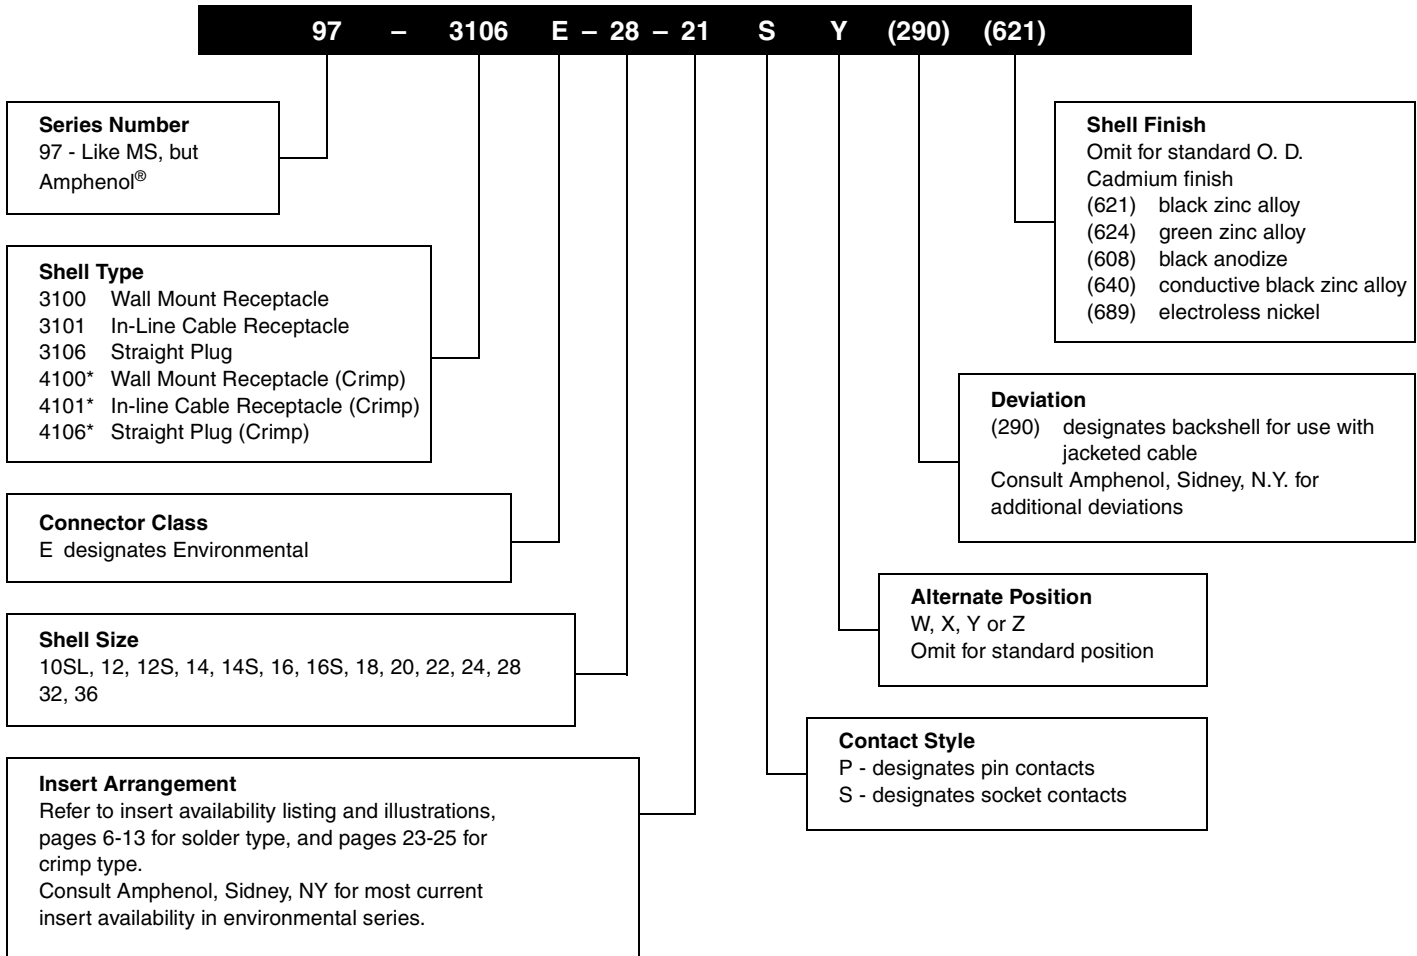 97 – 3106 E – 28 – 21 S Y (290) (621)
Series Number
97 - Like MS, but
Amphenol®
Shell Type
3100 Wall Mount Receptacle
3101 In-Line Cable Receptacle
3106 Straight Plug
4100* Wall Mount Receptacle (Crimp)
4101* In-line Cable Receptacle (Crimp)
4106* Straight Plug (Crimp)
Connector Class
E designates Environmental
Shell Size
10SL, 12, 12S, 14, 14S, 16, 16S, 18, 20, 22, 24, 28
32, 36
Insert Arrangement
Refer to insert availability listing and illustrations,
pages 6-13 for solder type, and pages 23-25 for
crimp type.
Consult Amphenol, Sidney, NY for most current
insert availability in environmental series.
Shell Finish
Omit for standard O. D.
Cadmium finish
(621) black zinc alloy
(624) green zinc alloy
(608) black anodize
(640) conductive black zinc alloy
(689) electroless nickel
Deviation
(290) designates backshell for use with
jacketed cable
Consult Amphenol, Sidney, N.Y. for
additional deviations
Alternate Position
W, X, Y or Z
Omit for standard position
Contact Style
P - designates pin contacts
S - designates socket contacts